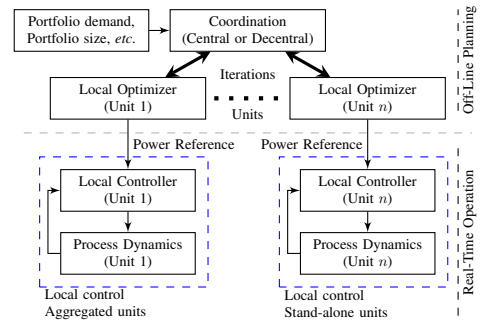 Portfolio demand,
Portfolio size, etc.
Coordination
(Central or Decentral)
Iterations
Local Optimizer
(Unit 1)
Units
Local Optimizer
(Unit n)
Off-Line Planning
Power Reference
Power Reference
Local Controller
(Unit 1)
Process Dynamics
(Unit 1)
Local control
Aggregated units
Local Controller
(Unit n)
Process Dynamics
(Unit n)
Local control
Stand-alone units
Real-Time Operation